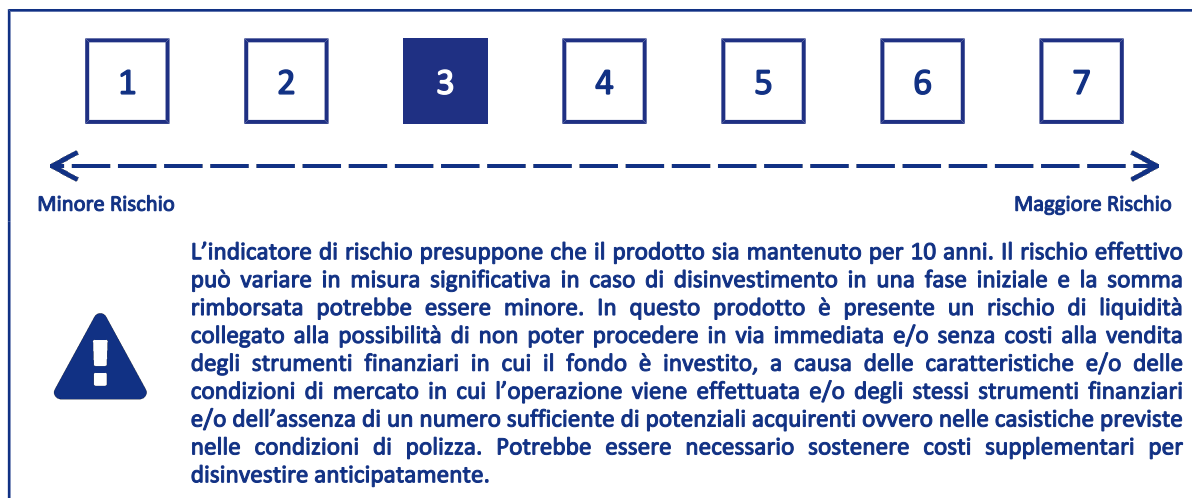 1 2 3 4 5 6 7
Minore Rischio Maggiore Rischio
L'indicatore di rischio presuppone che il prodotto sia mantenuto per 10 anni. Il rischio effettivo
può variare in misura significativa in caso di disinvestimento in una fase iniziale e la somma
rimborsata potrebbe essere minore. In questo prodotto è presente un rischio di liquidità
collegato alla possibilità di non poter procedere in via immediata e/o senza costi alla vendita
degli strumenti finanziari in cui il fondo è investito, a causa delle caratteristiche e/o delle
condizioni di mercato in cui l'operazione viene effettuata e/o degli stessi strumenti finanziari
e/o dell'assenza di un numero sufficiente di potenziali acquirenti ovvero nelle casistiche previste
nelle condizioni di polizza. Potrebbe essere necessario sostenere costi supplementari per
disinvestire anticipatamente.